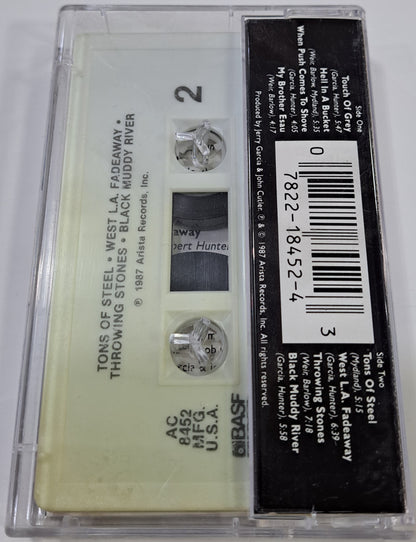 Side One
Touch Of Grey
(Garcia, Hunter), 5:47
Hell In A Bucket
(Weir, Barlow, Mydland), 5:35
When Push Comes To Shove
(Garcia, Hunter), 4:05
My Brother Esau
(Weir, Barlow), 4:17
0
7822-18452-4
3
Side Two
Tons Of Steel
(Mydland), 5:15
West L.A. Fadeaway
(Garcia, Hunter), 6:39
Throwing Stones
(Weir, Barlow), 7:18
Black Muddy River
(Garcia, Hunter), 5:58
Produced by Jerry Garcia & John Cutler. ℗ & © 1987 Arista Records, Inc. All rights reserved.
2
away
bert Hunter
AC
8452
MFG.
U.S.A.
BASF
TONS OF STEEL • WEST L.A. FADEAWAY •
THROWING STONES • BLACK MUDDY RIVER
℗ 1987 Arista Records, Inc.